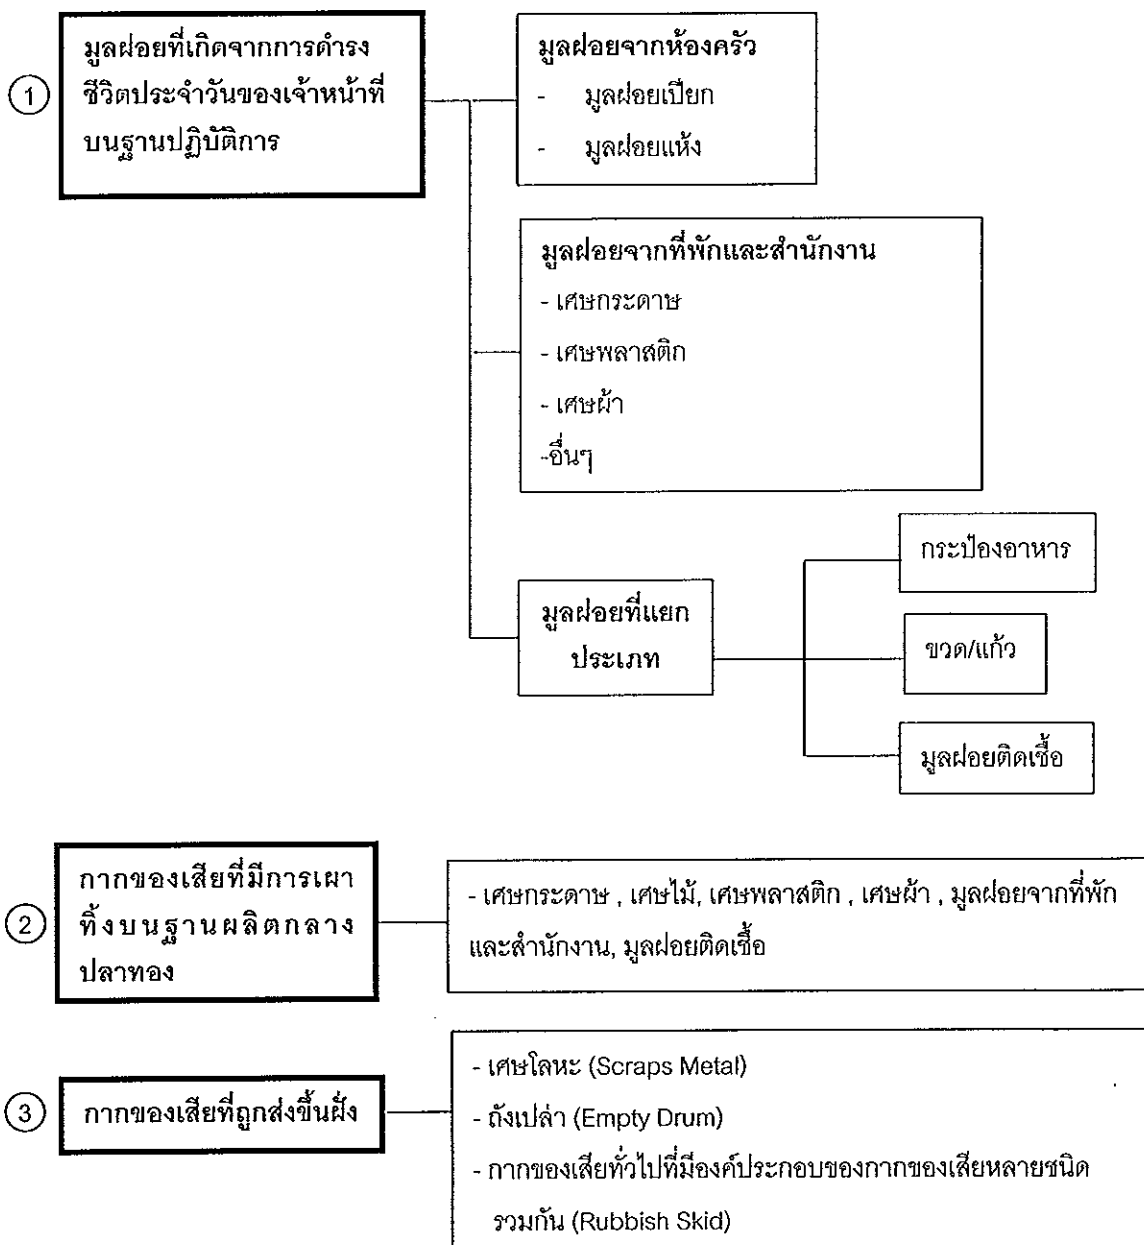 1
มูลฝอยที่เกิดจากการดำรง
ชีวิตประจำวันของเจ้าหน้าที่
บนฐานปฏิบัติการ
มูลฝอยจากห้องครัว
- มูลฝอยเปียก
- มูลฝอยแห้ง
มูลฝอยจากที่พักและสำนักงาน
- เศษกระดาษ
- เศษพลาสติก
- เศษผ้า
-อื่นๆ
มูลฝอยที่แยก
ประเภท
กระป๋องอาหาร
ขวด/แก้ว
มูลฝอยติดเชื้อ
2
กากของเสียที่มีการเผา
ทิ้งบนฐานผลิตกลาง
ปลาทอง
- เศษกระดาษ , เศษไม้, เศษพลาสติก , เศษผ้า , มูลฝอยจากที่พัก
และสำนักงาน, มูลฝอยติดเชื้อ
3
กากของเสียที่ถูกส่งขึ้นฝั่ง
- เศษโลหะ (Scraps Metal)
- ถังเปล่า (Empty Drum)
- กากของเสียทั่วไปที่มีองค์ประกอบของกากของเสียหลายชนิด
รวมกัน (Rubbish Skid)